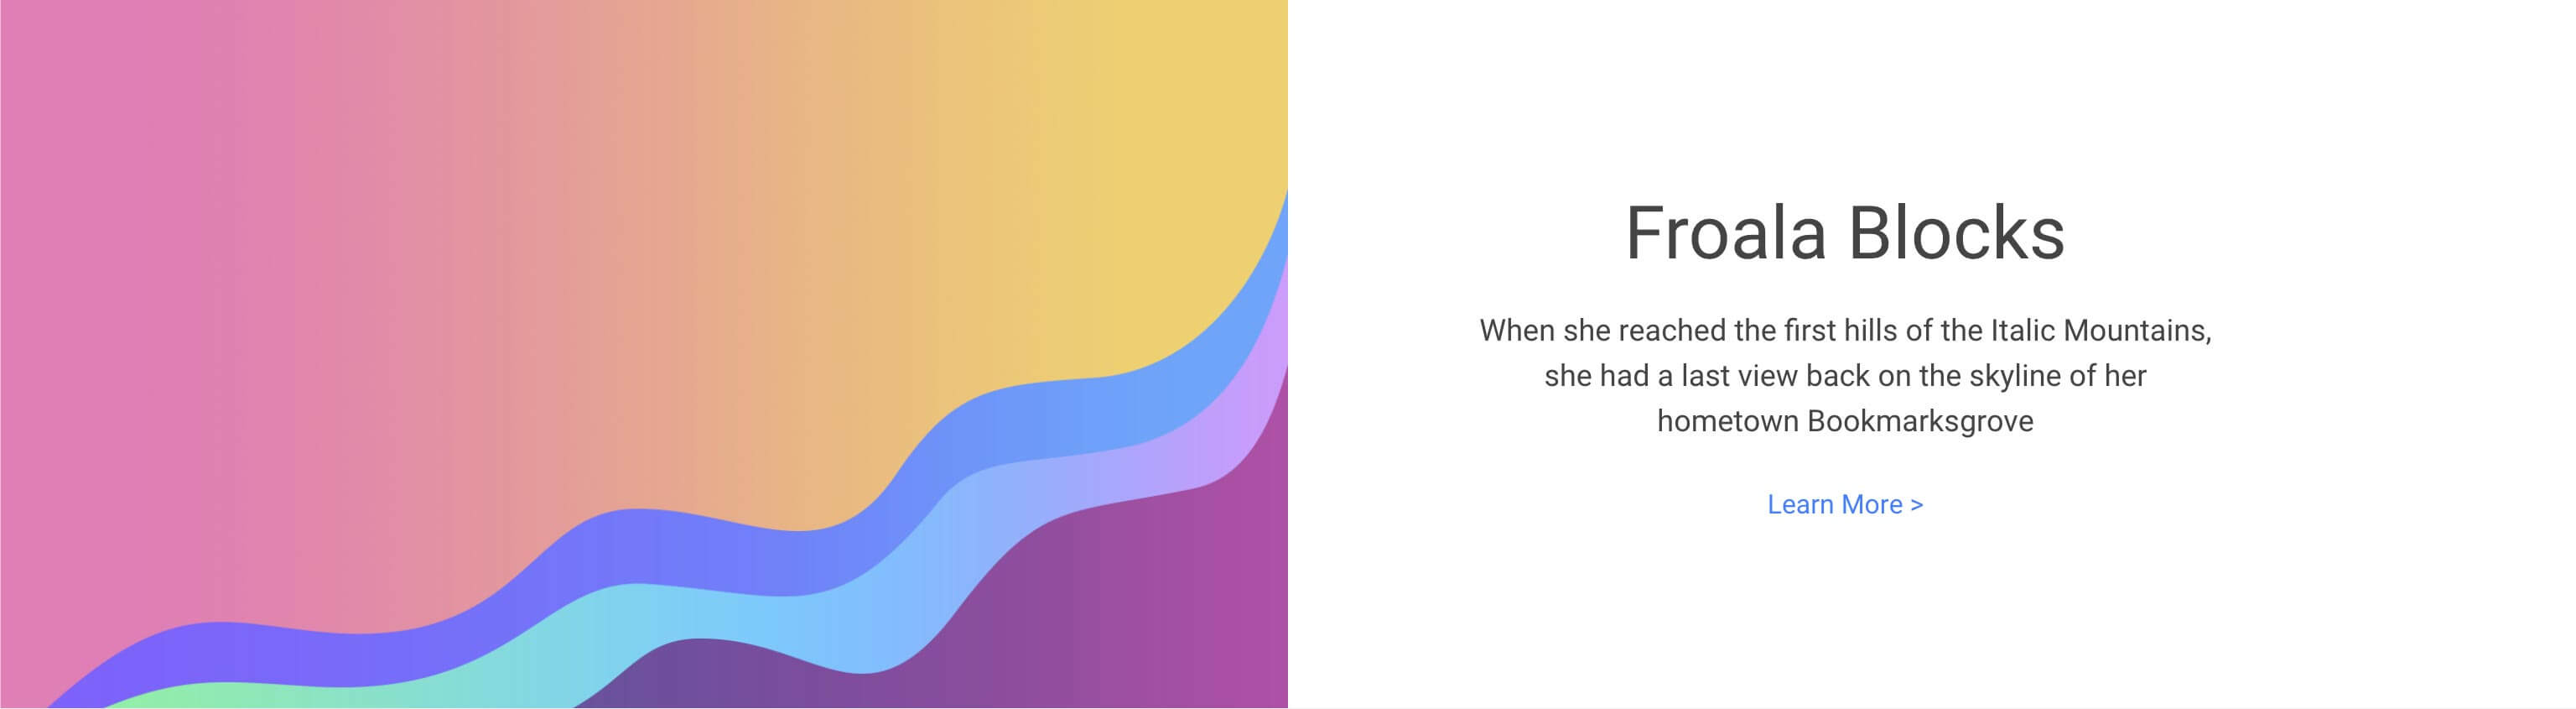 Froala Blocks
When she reached the first hills of the Italic Mountains,
she had a last view back on the skyline of her
hometown Bookmarksgrove
Learn More >